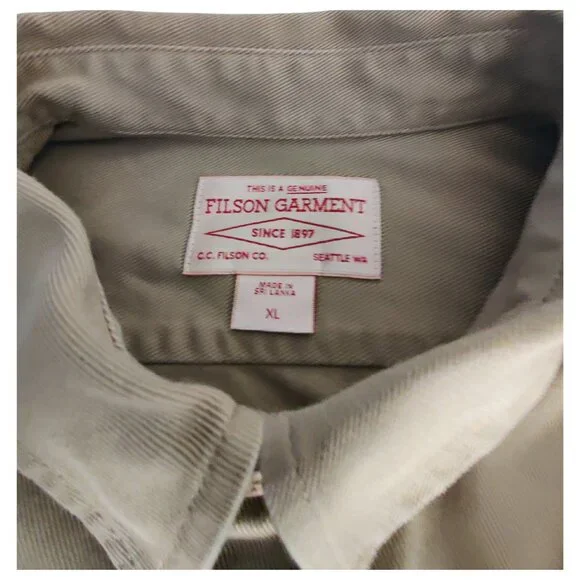 THIS IS A GENUINE
FILSON GARMENT
SINCE 1897
C.C. FILSON CO. SEATTLE WA
MADE IN
SRI LANKA
XL